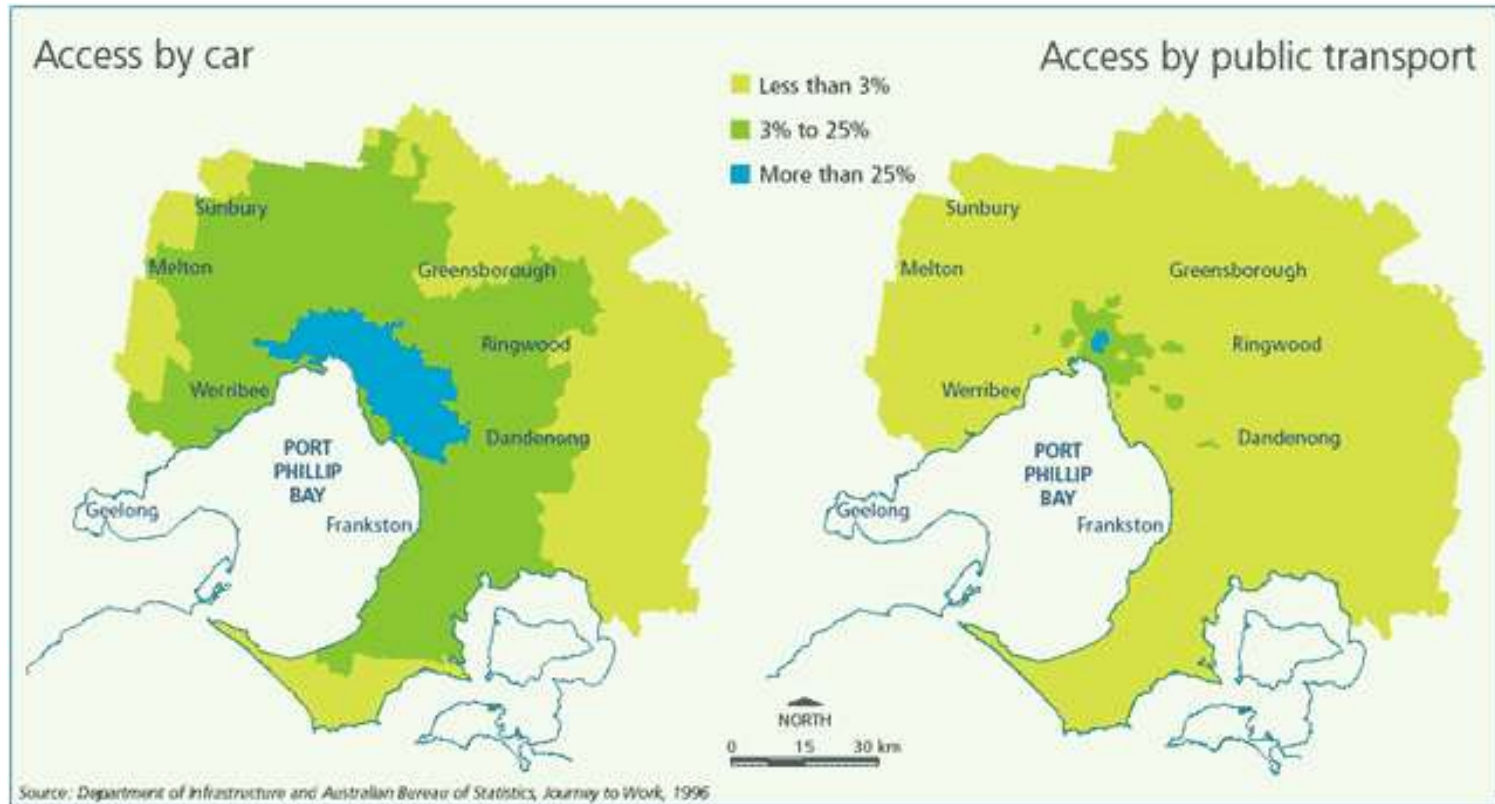 Access by car
Access by public transport
Less than 3%
3% to 25%
More than 25%
Sunbury
Melton
Greensborough
Ringwood
Werribee
Dandenong
PORT
PHILLIP
BAY
Geelong
Frankston
Sunbury
Melton
Greensborough
Ringwood
Werribee
Dandenong
PORT
PHILLIP
BAY
Geelong
Frankston
NORTH
0 15 30 km
Source: Department of Infrastructure and Australian Bureau of Statistics, Journey to Work, 1996